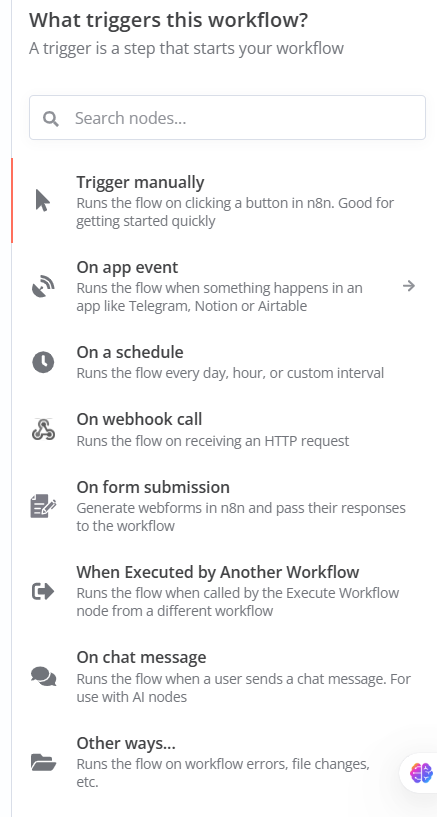 What triggers this workflow?
A trigger is a step that starts your workflow
Search nodes...
Trigger manually
Runs the flow on clicking a button in n8n. Good for
getting started quickly
On app event
Runs the flow when something happens in an
app like Telegram, Notion or Airtable
On a schedule
Runs the flow every day, hour, or custom interval
On webhook call
Runs the flow on receiving an HTTP request
On form submission
Generate webforms in n8n and pass their responses
to the workflow
When Executed by Another Workflow
Runs the flow when called by the Execute Workflow
node from a different workflow
On chat message
Runs the flow when a user sends a chat message. For
use with AI nodes
Other ways...
Runs the flow on workflow errors, file changes,
etc.